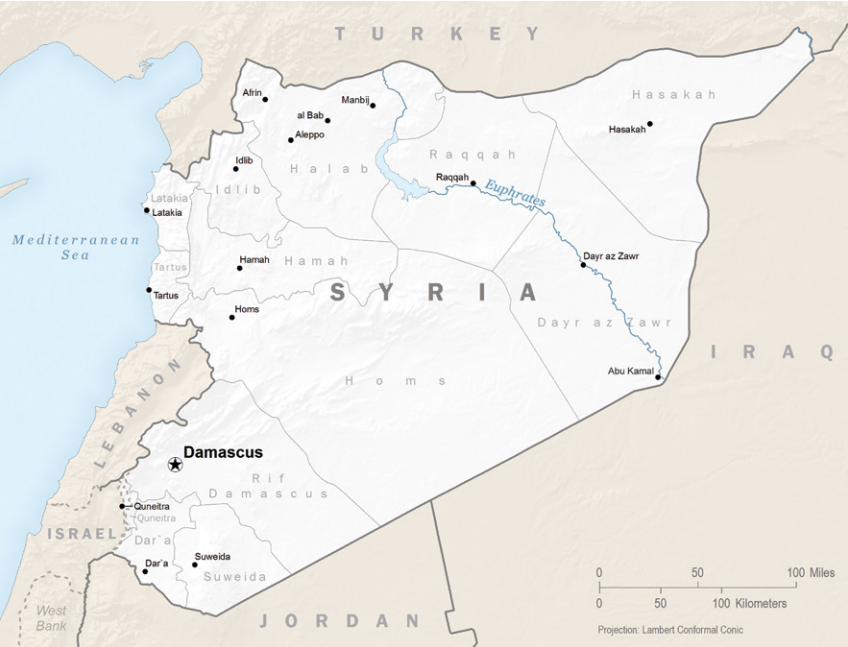 TURKEY
Afrin
Manbij
al Bab
Aleppo
Hasakah
Hasakah
Idlib
Idlib
Halab
Raqqah
Raqqah
Euphrates
Latakia
Latakia
Mediterranean
Sea
Hamah
Hamah
Tartus
Tartus
Dayr az Zawr
SYRIA
Homs
Dayr az Zawr
IRAQ
Abu Kamal
Homs
LEBANON
Damascus
Rif
Damascus
Quneitra
Quneitra
ISRAEL
Dar`a
Dar'a
Suweida
Suweida
West
Bank
JORDAN
0 50 100 Miles
0 50 100 Kilometers
Projection: Lambert Conformal Conic